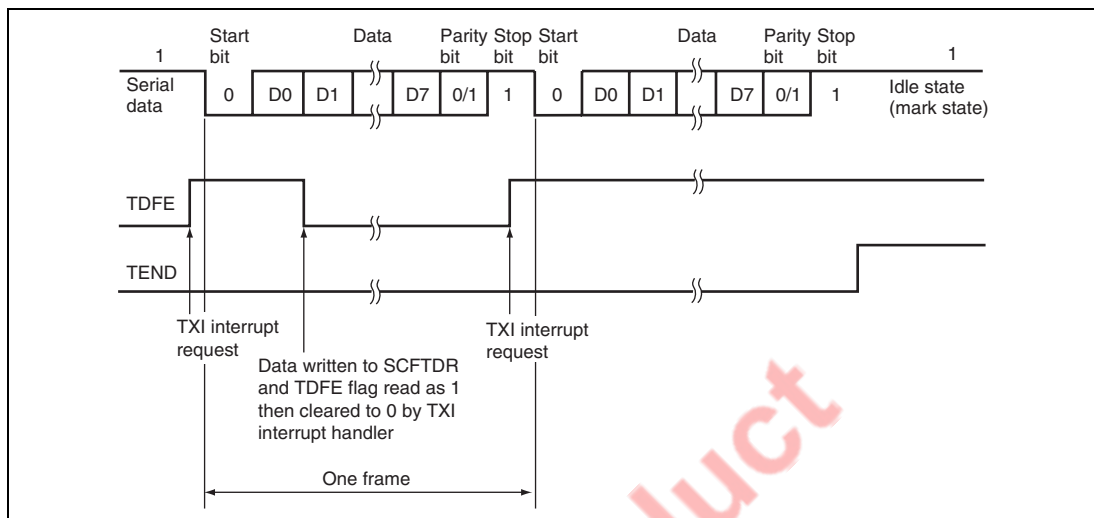 Start bit Data Parity bit Stop bit Start bit Data Parity bit Stop bit
1 1
Serial data 0 D0 D1 D7 0/1 1 0 D0 D1 D7 0/1 1 Idle state (mark state)
TDFE
TEND
TXI interrupt request
TXI interrupt request
Data written to SCFTDR
and TDFE flag read as 1
then cleared to 0 by TXI
interrupt handler
One frame